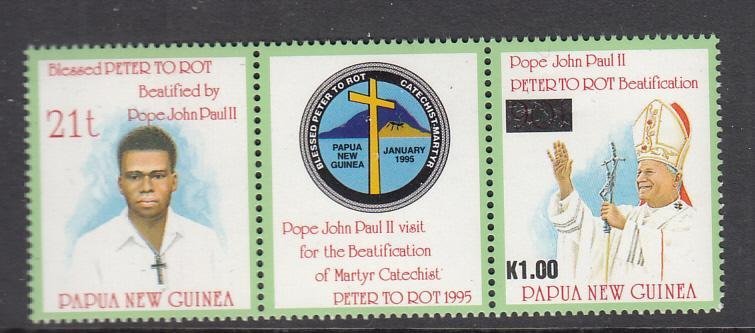 Blessed PETER TO ROT
Beatified by
Pope John Paul II
21t
PAPUA NEW GUINEA
BLESSED PETER TO ROT CATECHIST-MARTYR
PAPUA NEW GUINEA
JANUARY 1995
Pope John Paul II visit
for the Beatification
of Martyr Catechist
PETER TO ROT 1995
Pope John Paul II
PETER TO ROT Beatification
K1.00
PAPUA NEW GUINEA